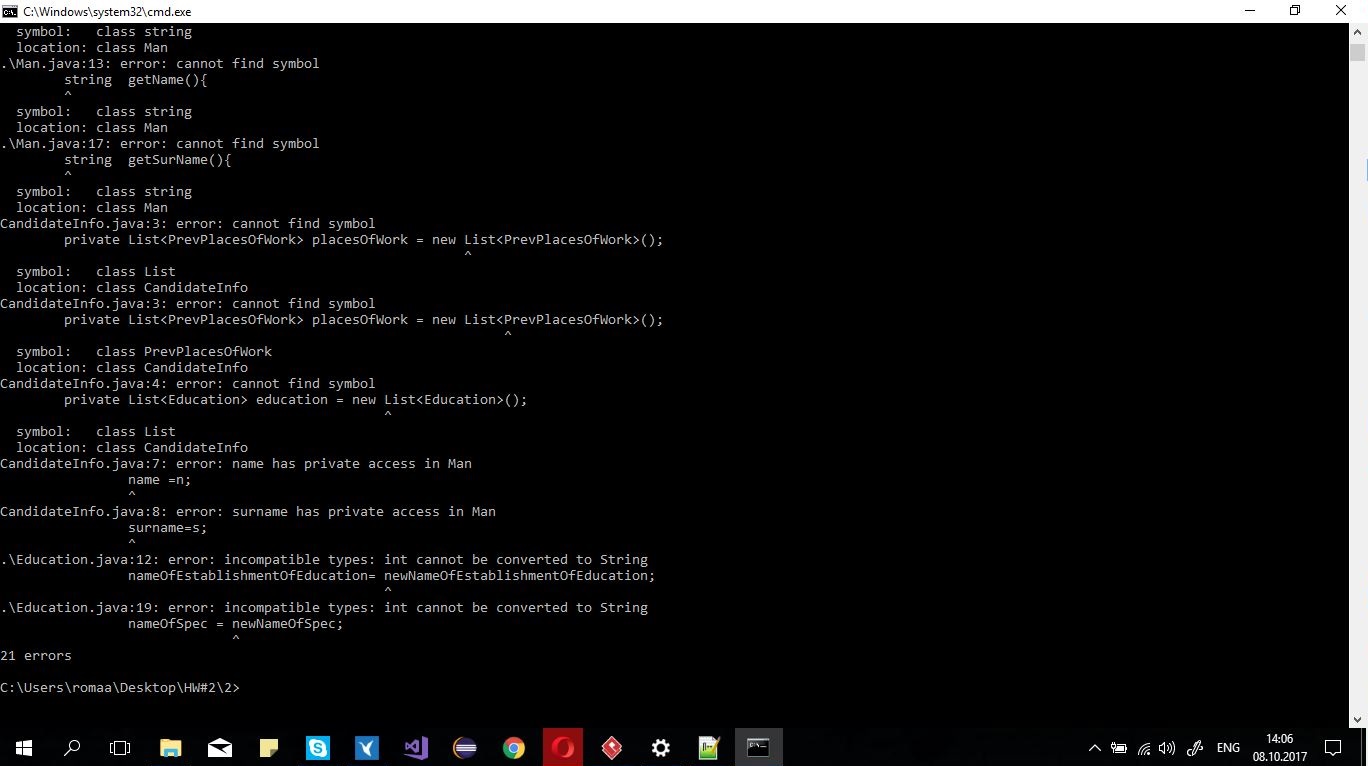 C:\Windows\system32\cmd.exe
  symbol:   class string
  location: class Man
.\Man.java:13: error: cannot find symbol
        string  getName(){
        ^
  symbol:   class string
  location: class Man
.\Man.java:17: error: cannot find symbol
        string  getSurName(){
        ^
  symbol:   class string
  location: class Man
CandidateInfo.java:3: error: cannot find symbol
        private List<PrevPlacesOfWork> placesOfWork = new List<PrevPlacesOfWork>();
                                                          ^
  symbol:   class List
  location: class CandidateInfo
CandidateInfo.java:3: error: cannot find symbol
        private List<PrevPlacesOfWork> placesOfWork = new List<PrevPlacesOfWork>();
                                                               ^
  symbol:   class PrevPlacesOfWork
  location: class CandidateInfo
CandidateInfo.java:4: error: cannot find symbol
        private List<Education> education = new List<Education>();
                                                ^
  symbol:   class List
  location: class CandidateInfo
CandidateInfo.java:7: error: name has private access in Man
                name =n;
                ^
CandidateInfo.java:8: error: surname has private access in Man
                surname=s;
                ^
.\Education.java:12: error: incompatible types: int cannot be converted to String
                nameOfEstablishmentOfEducation= newNameOfEstablishmentOfEducation;
                                                ^
.\Education.java:19: error: incompatible types: int cannot be converted to String
                nameOfSpec = newNameOfSpec;
                             ^
21 errors
C:\Users\romaa\Desktop\HW#2\2>
ENG
14:06
08.10.2017